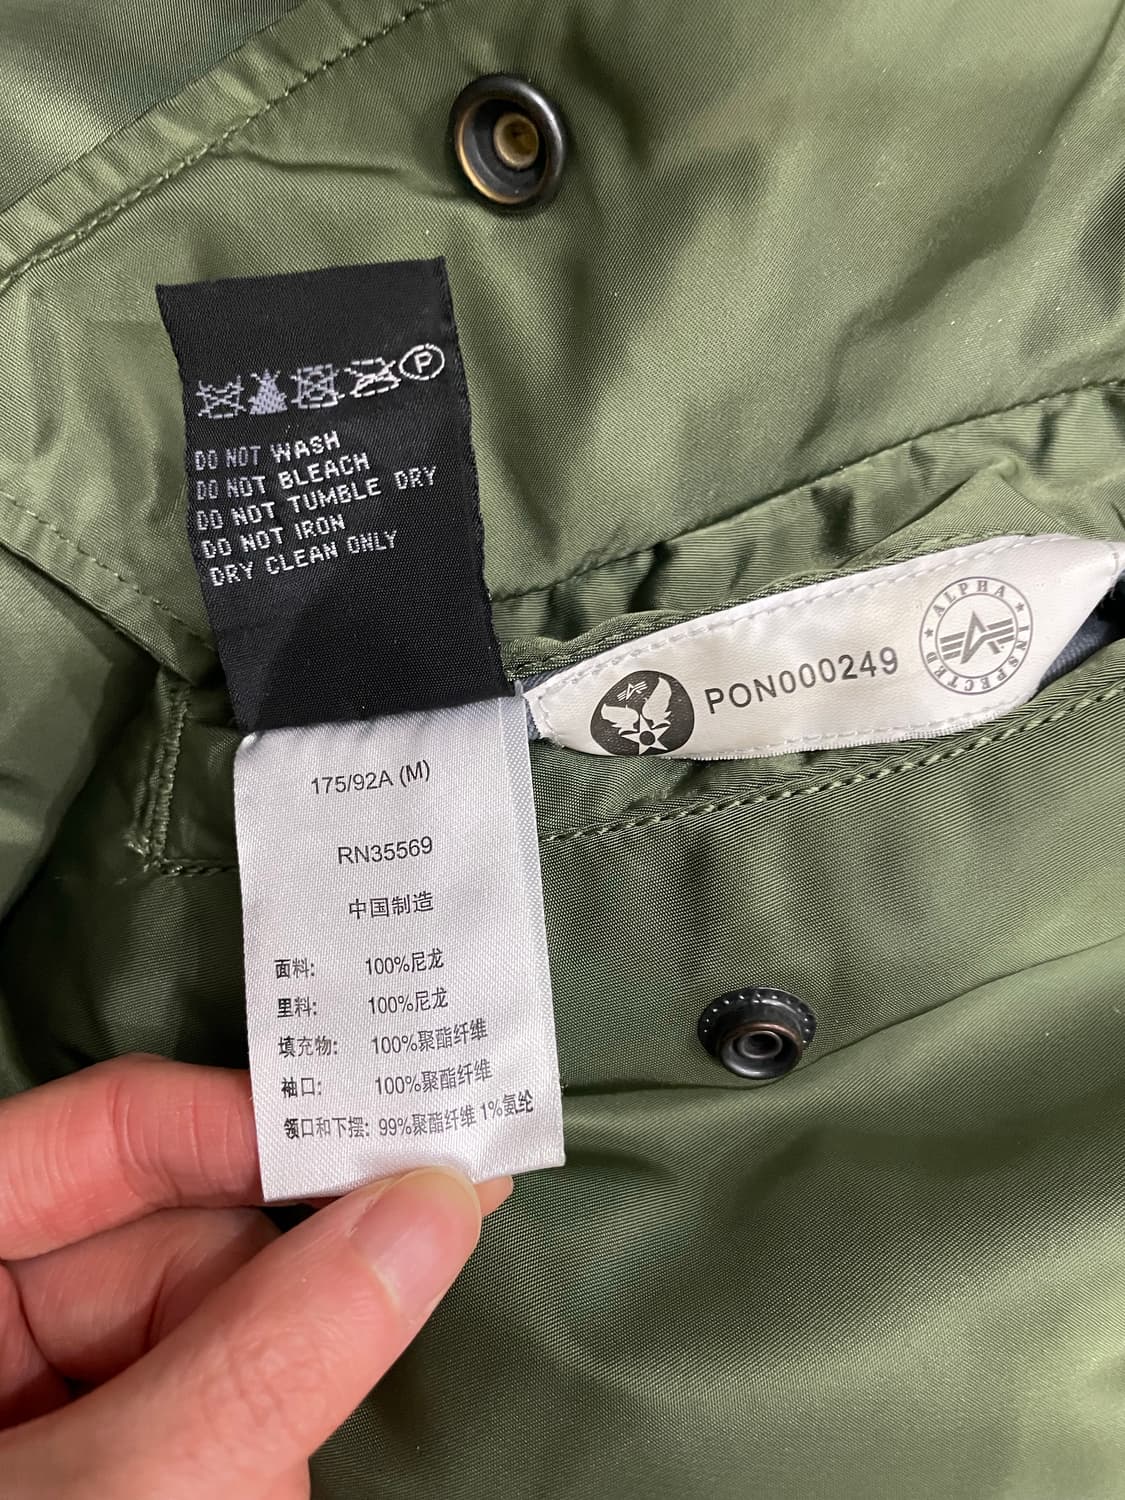 P
DO NOT WASH
DO NOT BLEACH
DO NOT TUMBLE DRY
DO NOT IRON
DRY CLEAN ONLY
PON000249
ALPHA INSPECTED
175/92A (M)
RN35569
中国制造
面料: 100%尼龙
里料: 100%尼龙
填充物: 100%聚酯纤维
袖口: 100%聚酯纤维
领口和下摆: 99%聚酯纤维 1%氨纶